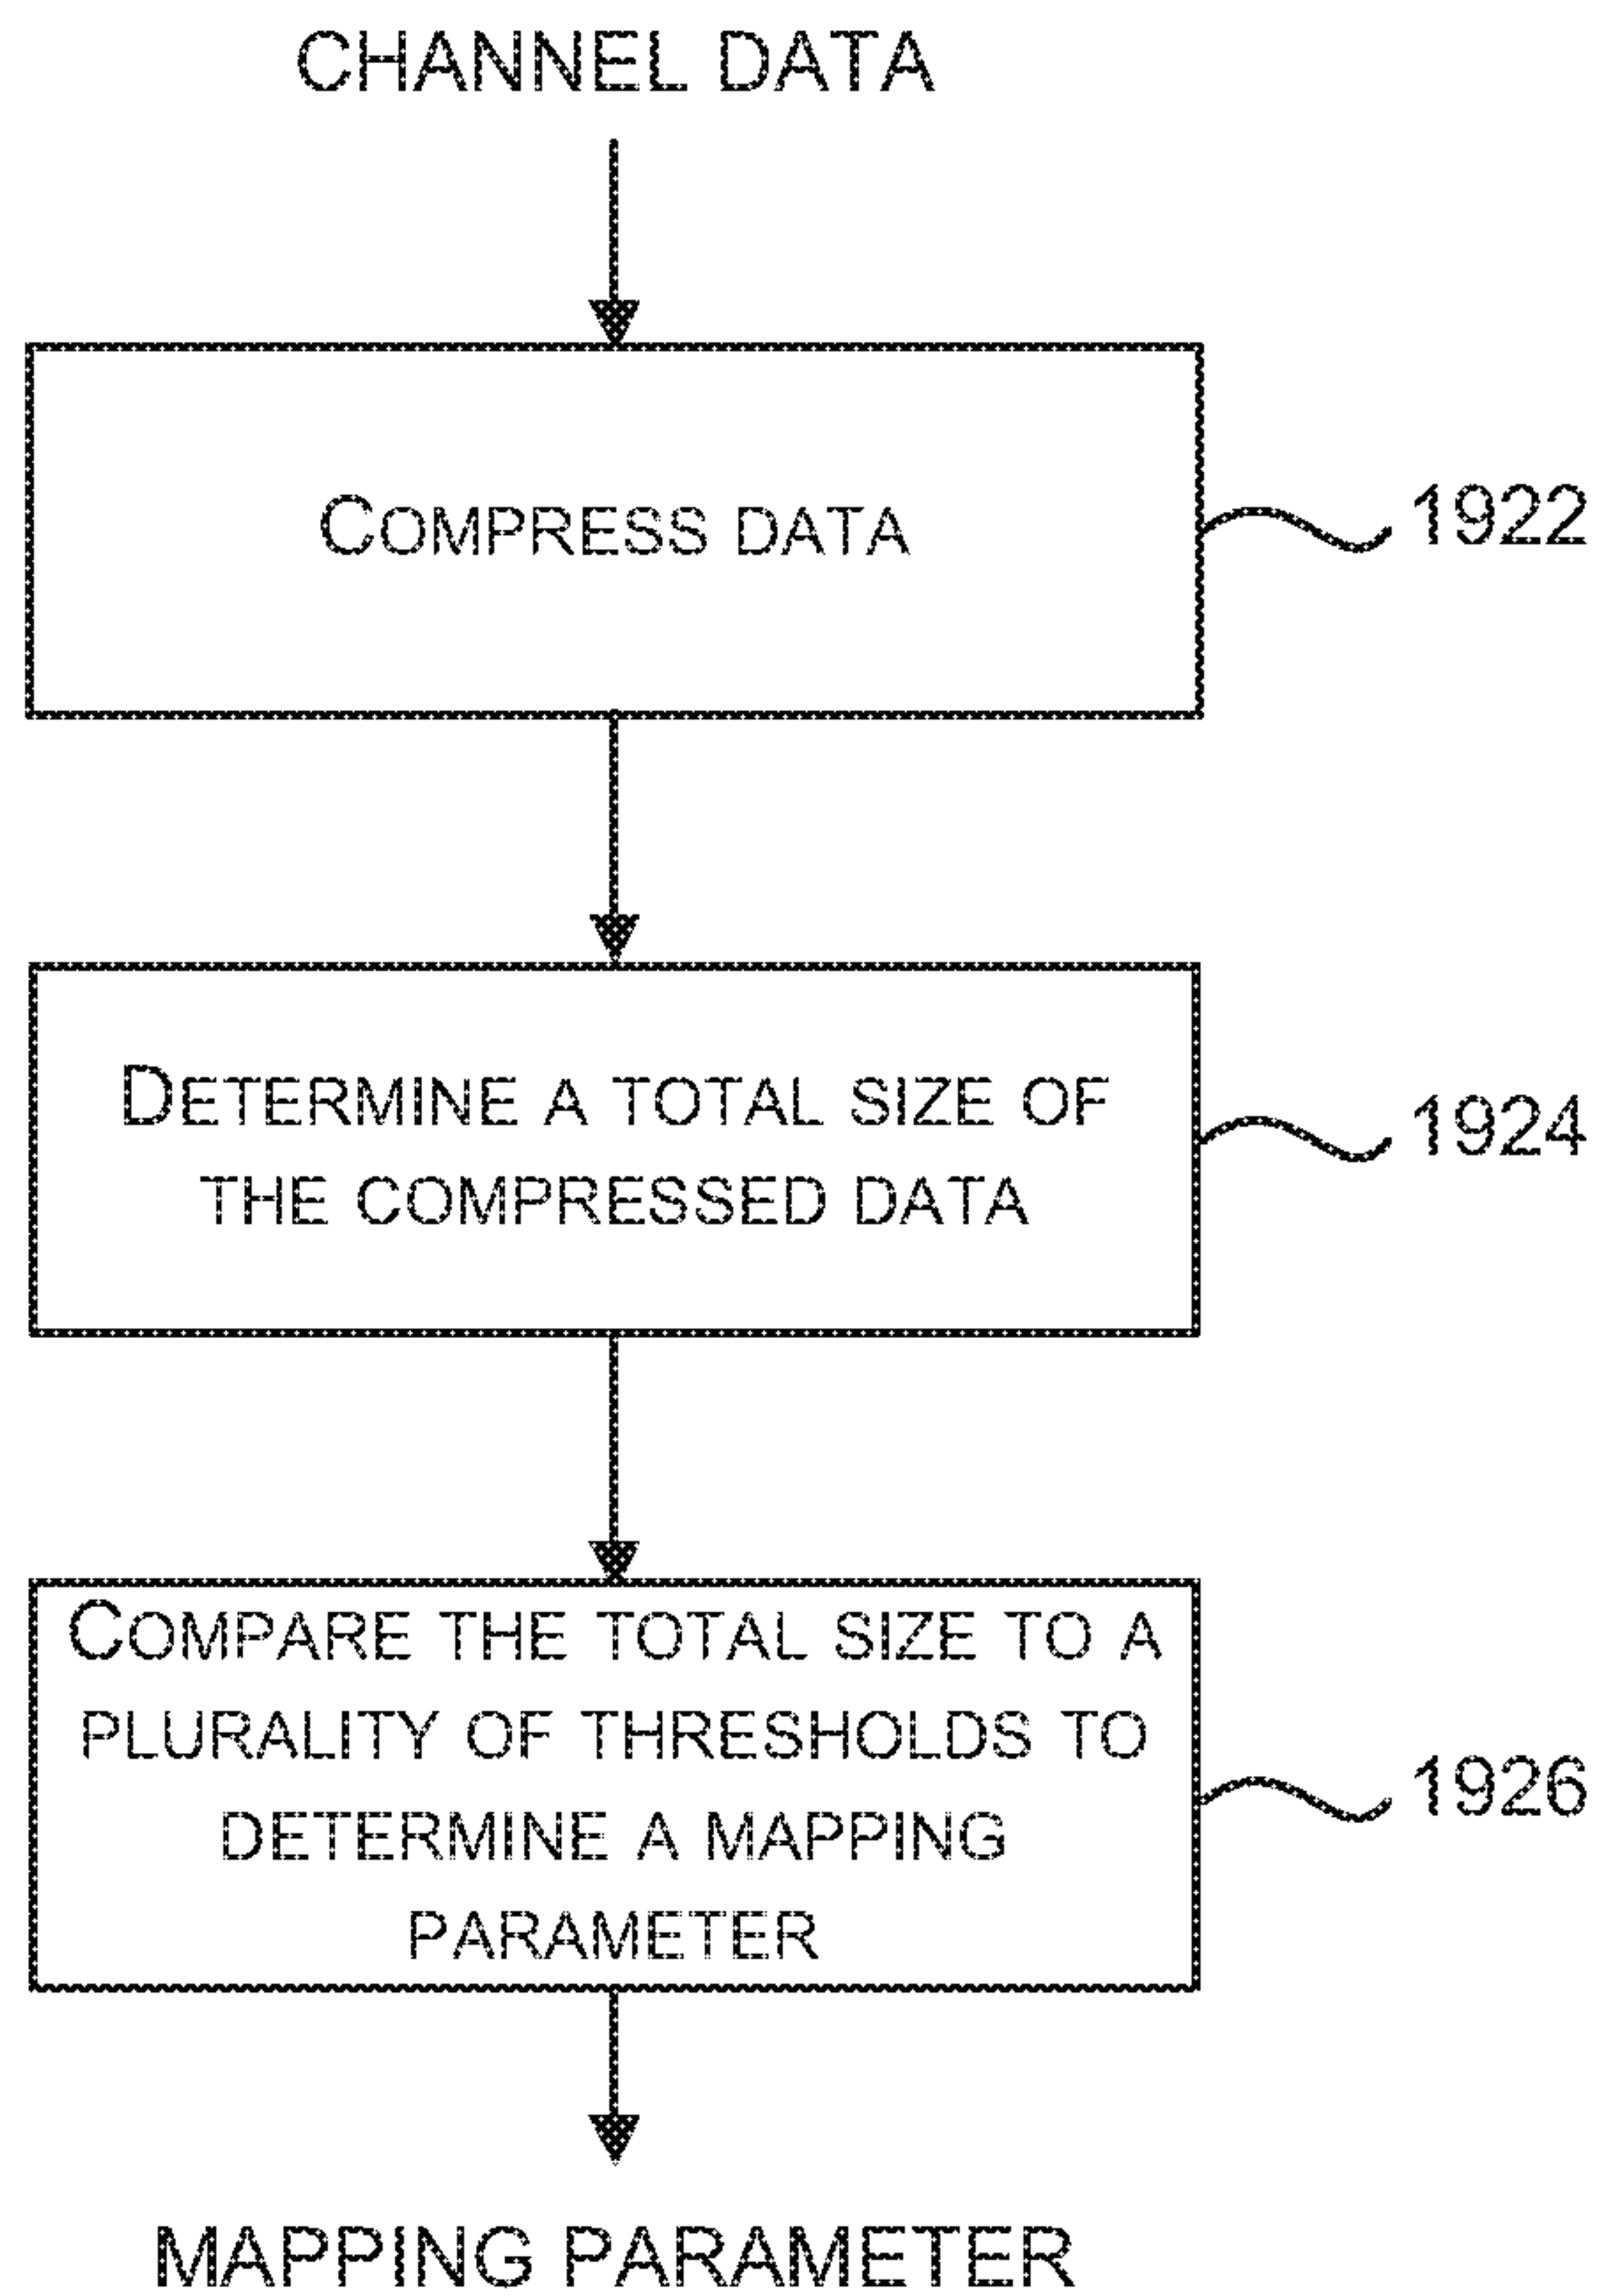 CHANNEL DATA
COMPRESS DATA
1922
DETERMINE A TOTAL SIZE OF
THE COMPRESSED DATA
1924
COMPARE THE TOTAL SIZE TO A
PLURALITY OF THRESHOLDS TO
DETERMINE A MAPPING
PARAMETER
1926
MAPPING PARAMETER